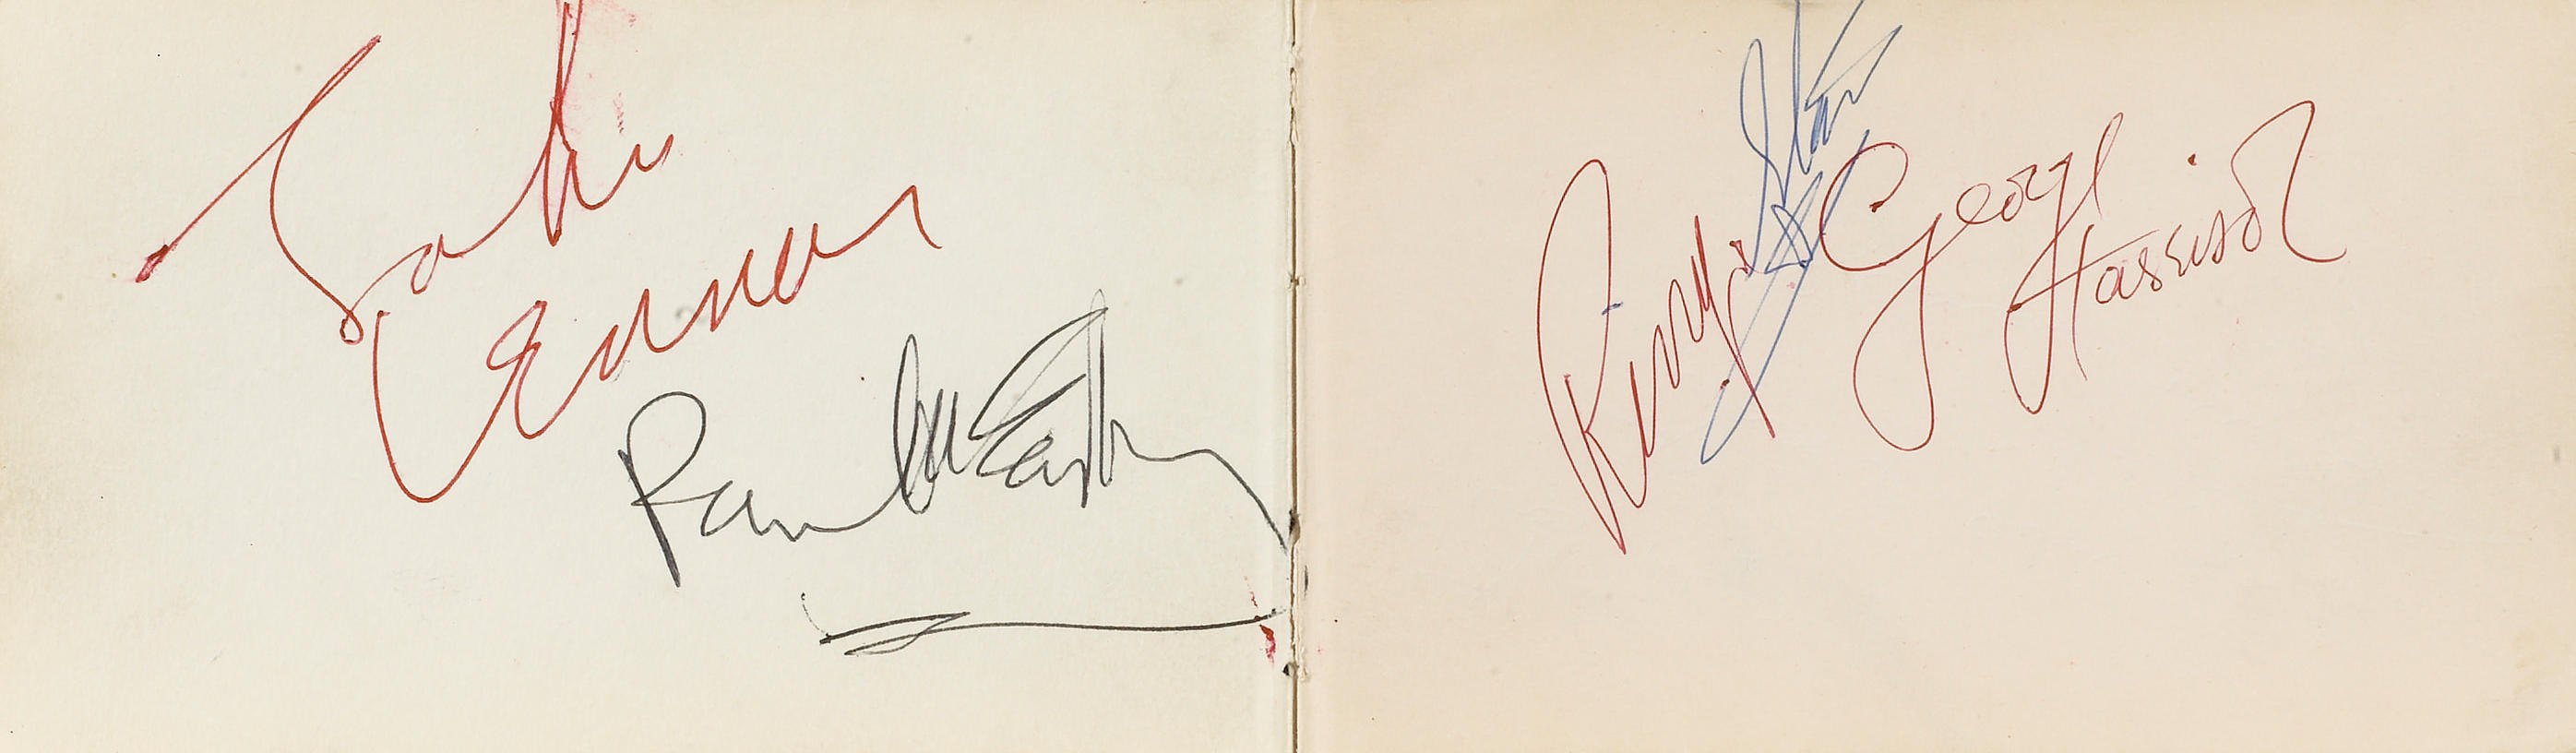 John
Lennon
Paul McCartney
Ringo Starr
George
Harrison